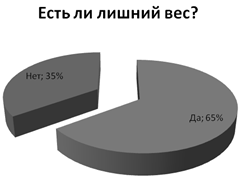 Есть ли лишний вес?
Нет; 35%
Да; 65%